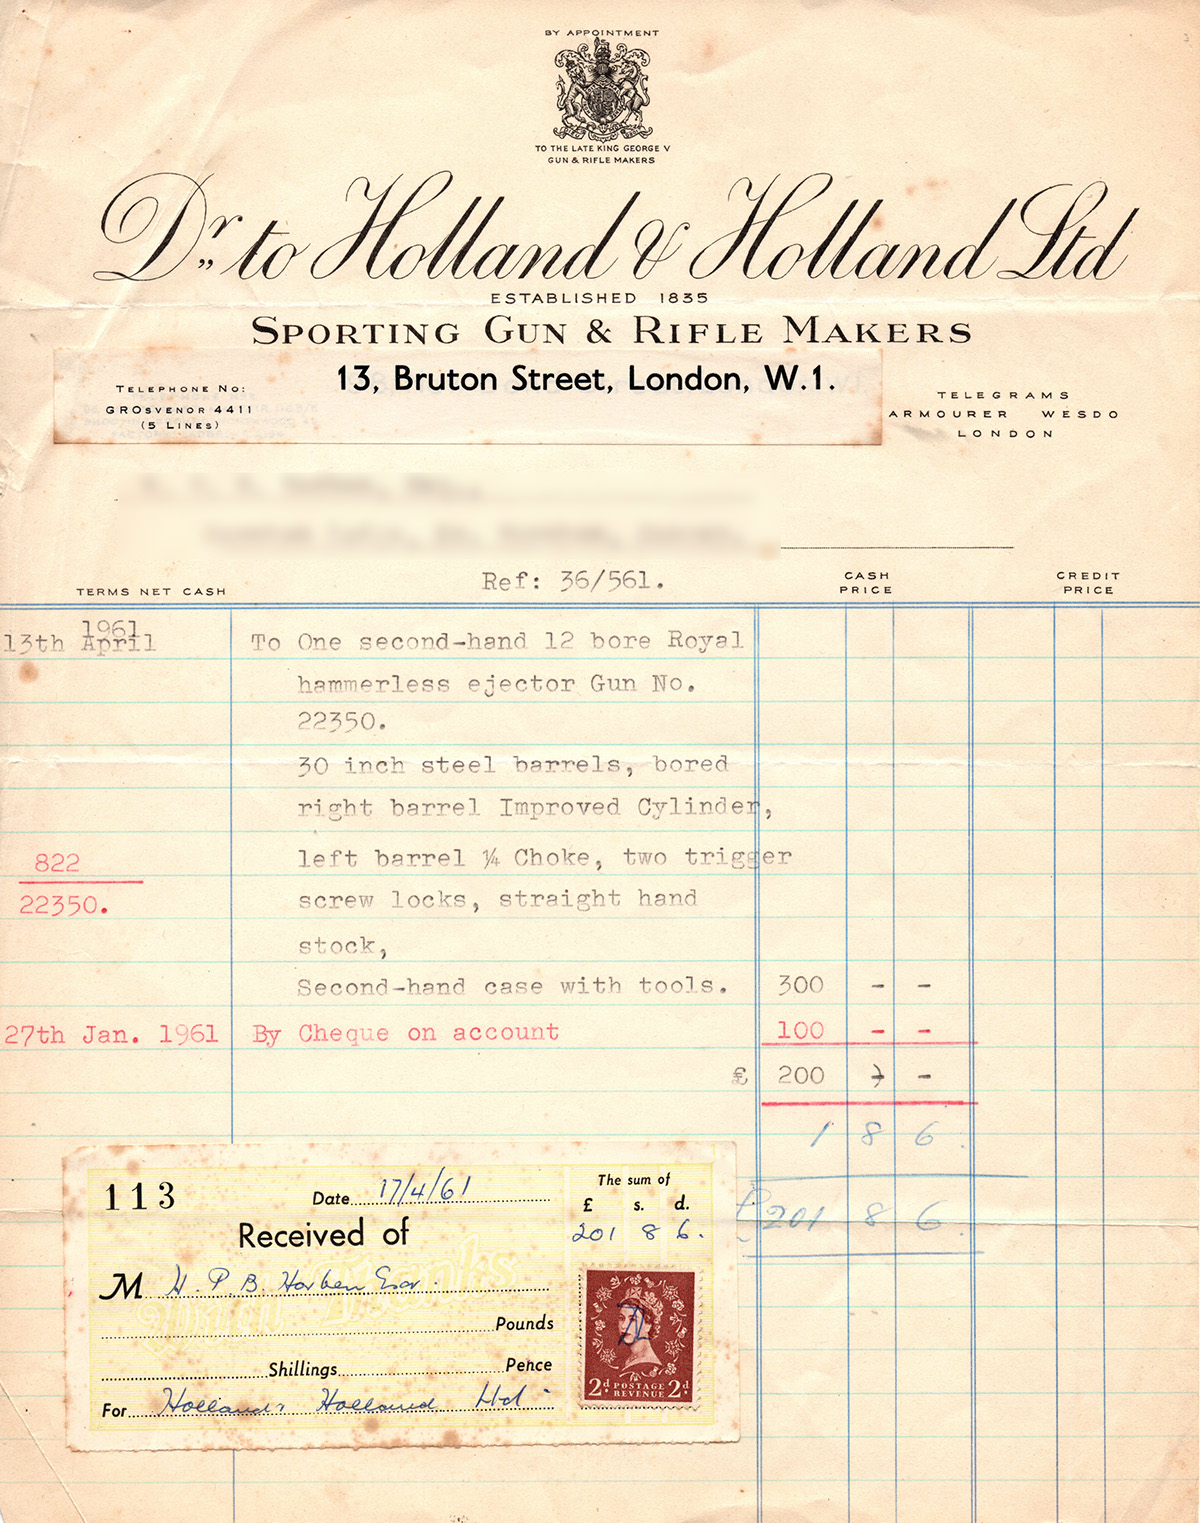 BY APPOINTMENT
TO THE LATE KING GEORGE V
GUN & RIFLE MAKERS
Dr. to Holland & Holland Ltd
ESTABLISHED 1835
SPORTING GUN & RIFLE MAKERS
13, Bruton Street, London, W.1.
TELEPHONE NO:
GROSVENOR 4411
(5 LINES)
TELEGRAMS
ARMOURER WESDO
LONDON
Ref: 36/561.
TERMS NET CASH
CASH PRICE
CREDIT PRICE
1961
13th April To One second-hand 12 bore Royal
hammerless ejector Gun No.
22350.
30 inch steel barrels, bored
right barrel Improved Cylinder,
822 left barrel ¼ Choke, two trigger
22350. screw locks, straight hand
stock,
Second-hand case with tools. 300 - -
27th Jan. 1961 By Cheque on account 100 - -
£ 200 - -
1 8 6.
£201 8 6.
113
Date 17/4/61
The sum of
£ s. d.
201 8 6.
Received of
M H. P. B. Harben Esqr.
Pounds
Shillings Pence
For Holland & Holland Ltd
2d POSTAGE REVENUE 2d